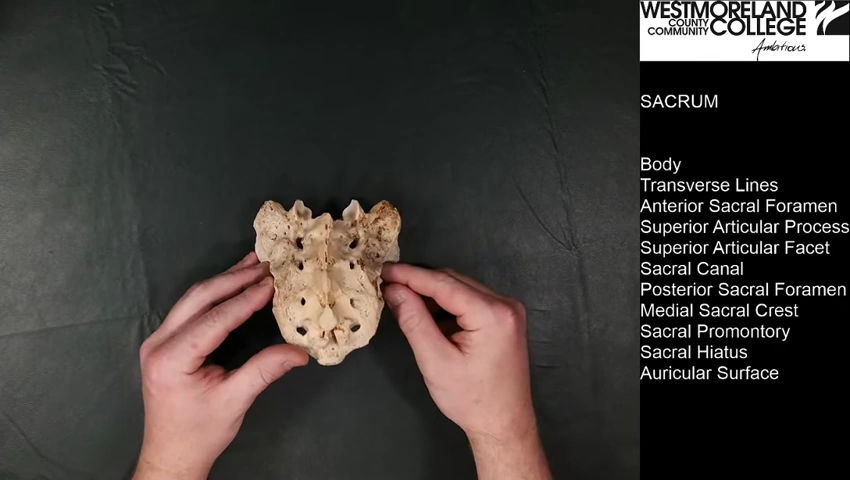 WESTMORELAND
COUNTY
COMMUNITY COLLEGE
Ambitious.
SACRUM
Body
Transverse Lines
Anterior Sacral Foramen
Superior Articular Process
Superior Articular Facet
Sacral Canal
Posterior Sacral Foramen
Medial Sacral Crest
Sacral Promontory
Sacral Hiatus
Auricular Surface